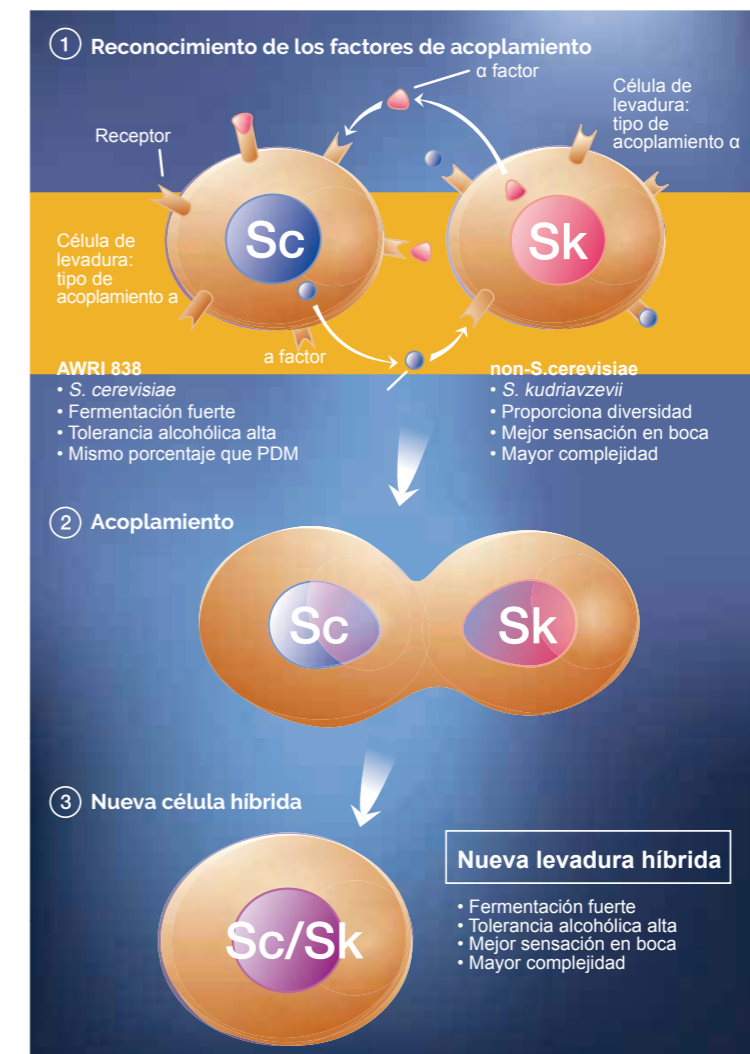 1 Reconocimiento de los factores de acoplamiento
α factor
Célula de
levadura:
tipo de
acoplamiento α
Receptor
Sc
Sk
Célula de
levadura:
tipo de
acoplamiento a
a factor
AWRI 838
• S. cerevisiae
• Fermentación fuerte
• Tolerancia alcohólica alta
• Mismo porcentaje que PDM
non-S.cerevisiae
• S. kudriavzevii
• Proporciona diversidad
• Mejor sensación en boca
• Mayor complejidad
2 Acoplamiento
Sc
Sk
3 Nueva célula híbrida
Sc/Sk
Nueva levadura híbrida
• Fermentación fuerte
• Tolerancia alcohólica alta
• Mejor sensación en boca
• Mayor complejidad